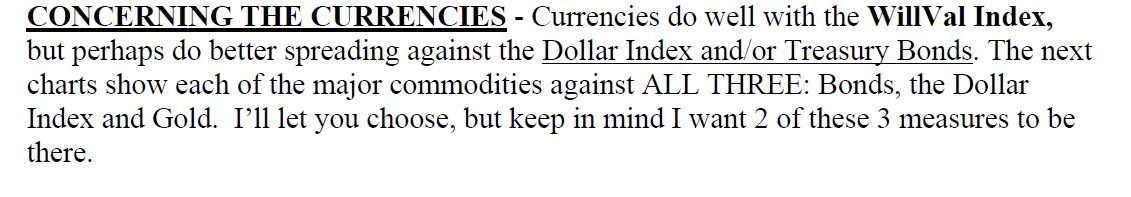 CONCERNING THE CURRENCIES - Currencies do well with the WillVal Index,
but perhaps do better spreading against the Dollar Index and/or Treasury Bonds. The next
charts show each of the major commodities against ALL THREE: Bonds, the Dollar
Index and Gold.  I’ll let you choose, but keep in mind I want 2 of these 3 measures to be
there.